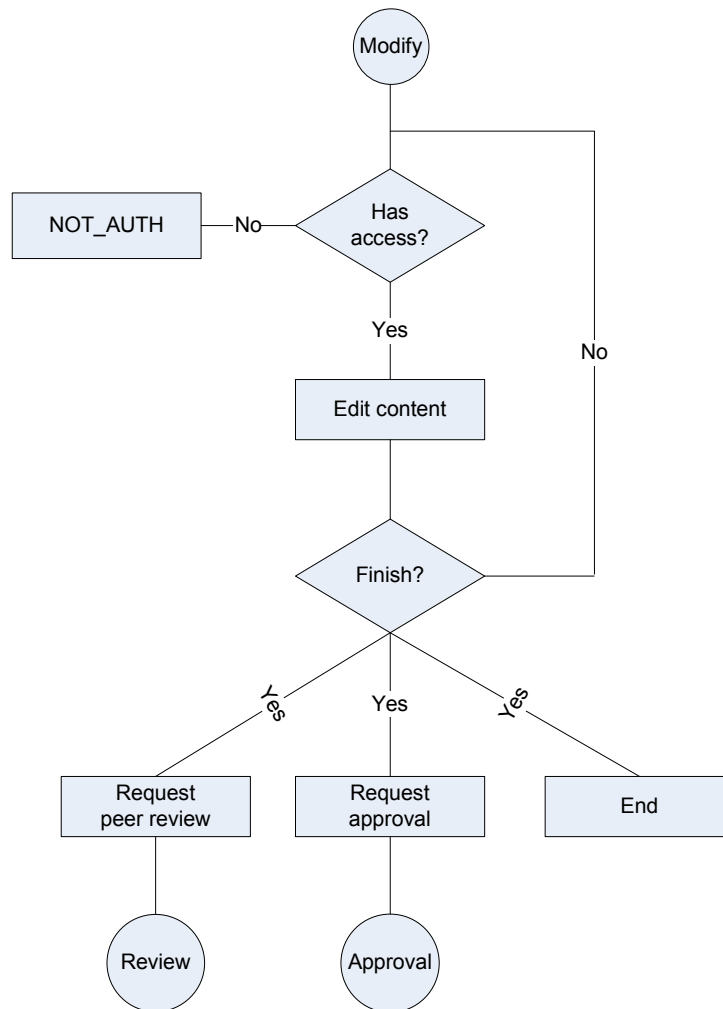 Modify
Has
access?
NOT_AUTH
No
Yes
No
Edit content
Finish?
Yes
Yes
Yes
Request
peer review
Request
approval
End
Review
Approval